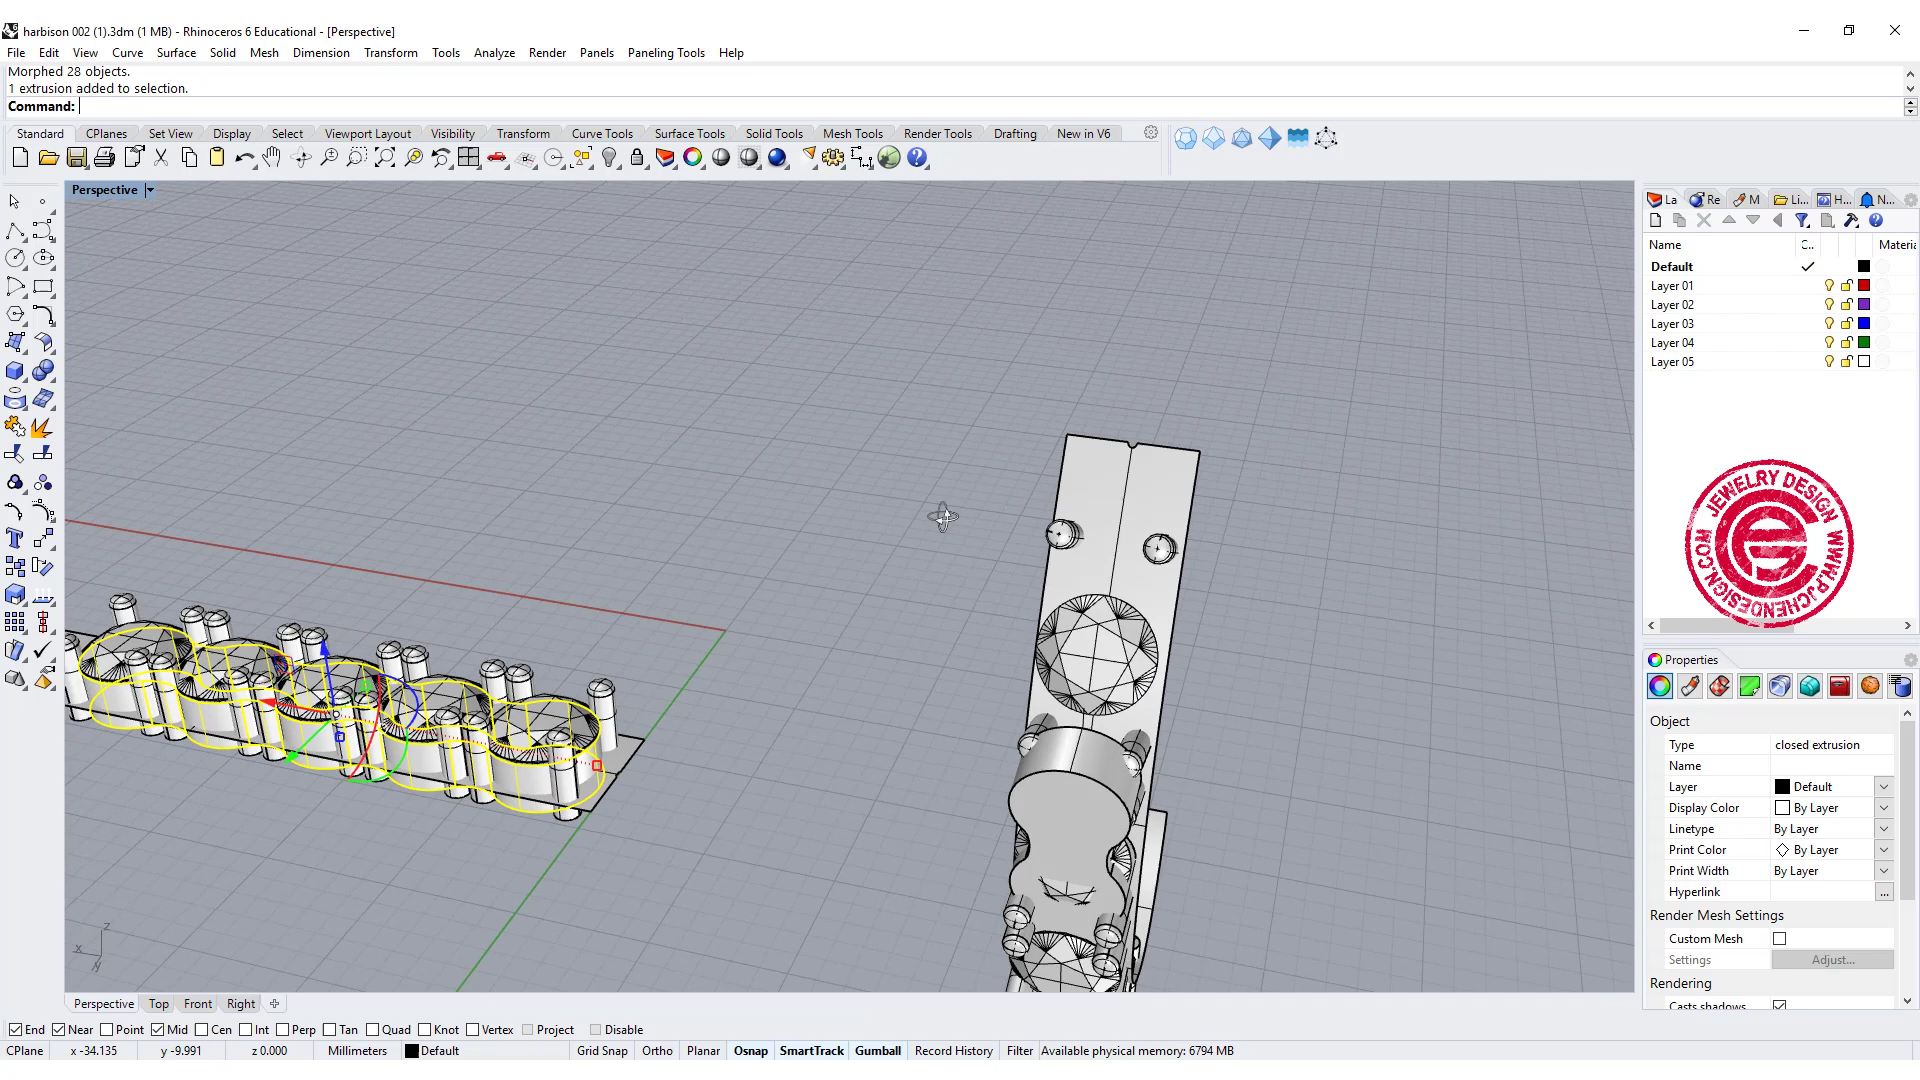 harbison 002 (1).3dm (1 MB) - Rhinoceros 6 Educational - [Perspective]
File Edit View Curve Surface Solid Mesh Dimension Transform Tools Analyze Render Panels Paneling Tools Help
Morphed 28 objects.
1 extrusion added to selection.
Command:
Standard CPlanes Set View Display Select Viewport Layout Visibility Transform Curve Tools Surface Tools Solid Tools Mesh Tools Render Tools Drafting New in V6
Perspective
La Re M Li... H... N...
Name C.. Materia
Default
Layer 01
Layer 02
Layer 03
Layer 04
Layer 05
JEWELRY DESIGN
WWW.PJCHENDESIGN.COM
Properties
Object
Type closed extrusion
Name
Layer Default
Display Color By Layer
Linetype By Layer
Print Color By Layer
Print Width By Layer
Hyperlink ...
Render Mesh Settings
Custom Mesh
Settings Adjust...
Rendering
Casts shadows
z
x
y
Perspective Top Front Right
End Near Point Mid Cen Int Perp Tan Quad Knot Vertex Project Disable
CPlane x -34.135 y -9.991 z 0.000 Millimeters Default Grid Snap Ortho Planar Osnap SmartTrack Gumball Record History Filter Available physical memory: 6794 MB